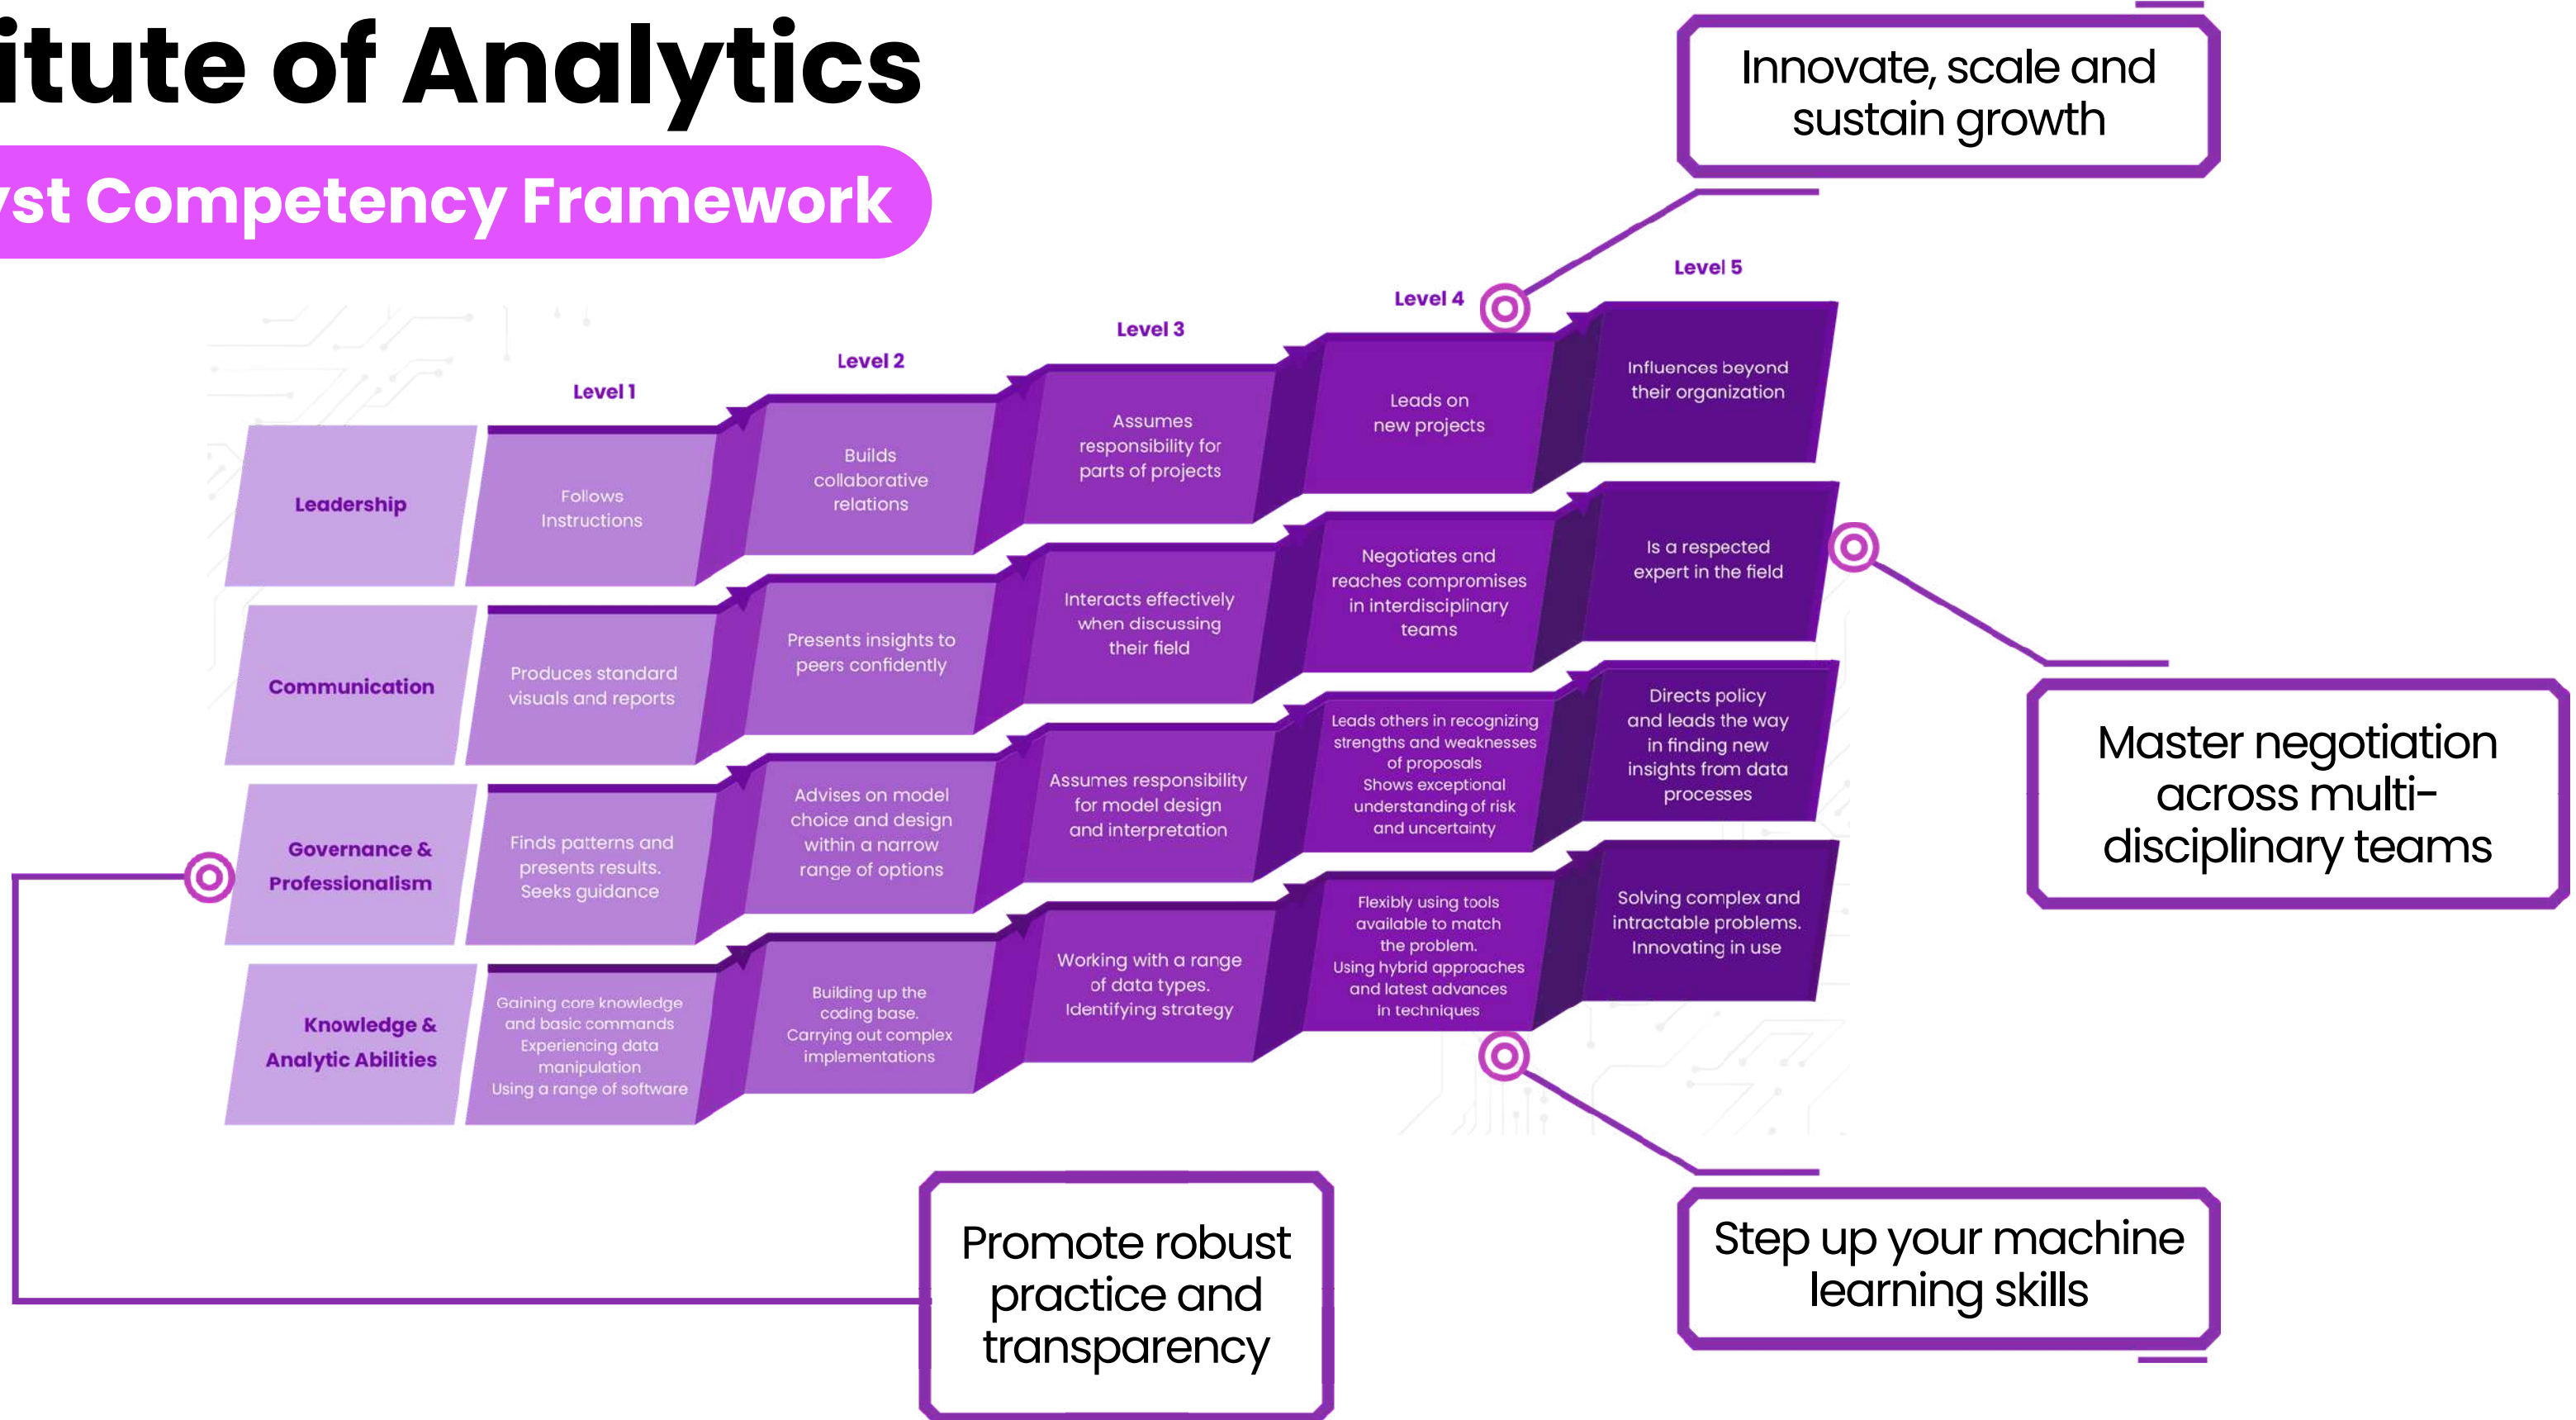 itute of Analytics
yst Competency Framework
Innovate, scale and
sustain growth
Level 1
Level 2
Level 3
Level 4
Level 5
Leadership
Follows
Instructions
Builds
collaborative
relations
Assumes
responsibility for
parts of projects
Leads on
new projects
Influences beyond
their organization
Communication
Produces standard
visuals and reports
Presents insights to
peers confidently
Interacts effectively
when discussing
their field
Negotiates and
reaches compromises
in interdisciplinary
teams
Is a respected
expert in the field
Governance &
Professionalism
Finds patterns and
presents results.
Seeks guidance
Advises on model
choice and design
within a narrow
range of options
Assumes responsibility
for model design
and interpretation
Leads others in recognizing
strengths and weaknesses
of proposals
Shows exceptional
understanding of risk
and uncertainty
Directs policy
and leads the way
in finding new
insights from data
processes
Knowledge &
Analytic Abilities
Gaining core knowledge
and basic commands
Experiencing data
manipulation
Using a range of software
Building up the
coding base.
Carrying out complex
implementations
Working with a range
of data types.
Identifying strategy
Flexibly using tools
available to match
the problem.
Using hybrid approaches
and latest advances
in techniques
Solving complex and
intractable problems.
Innovating in use
Master negotiation
across multi-
disciplinary teams
Promote robust
practice and
transparency
Step up your machine
learning skills